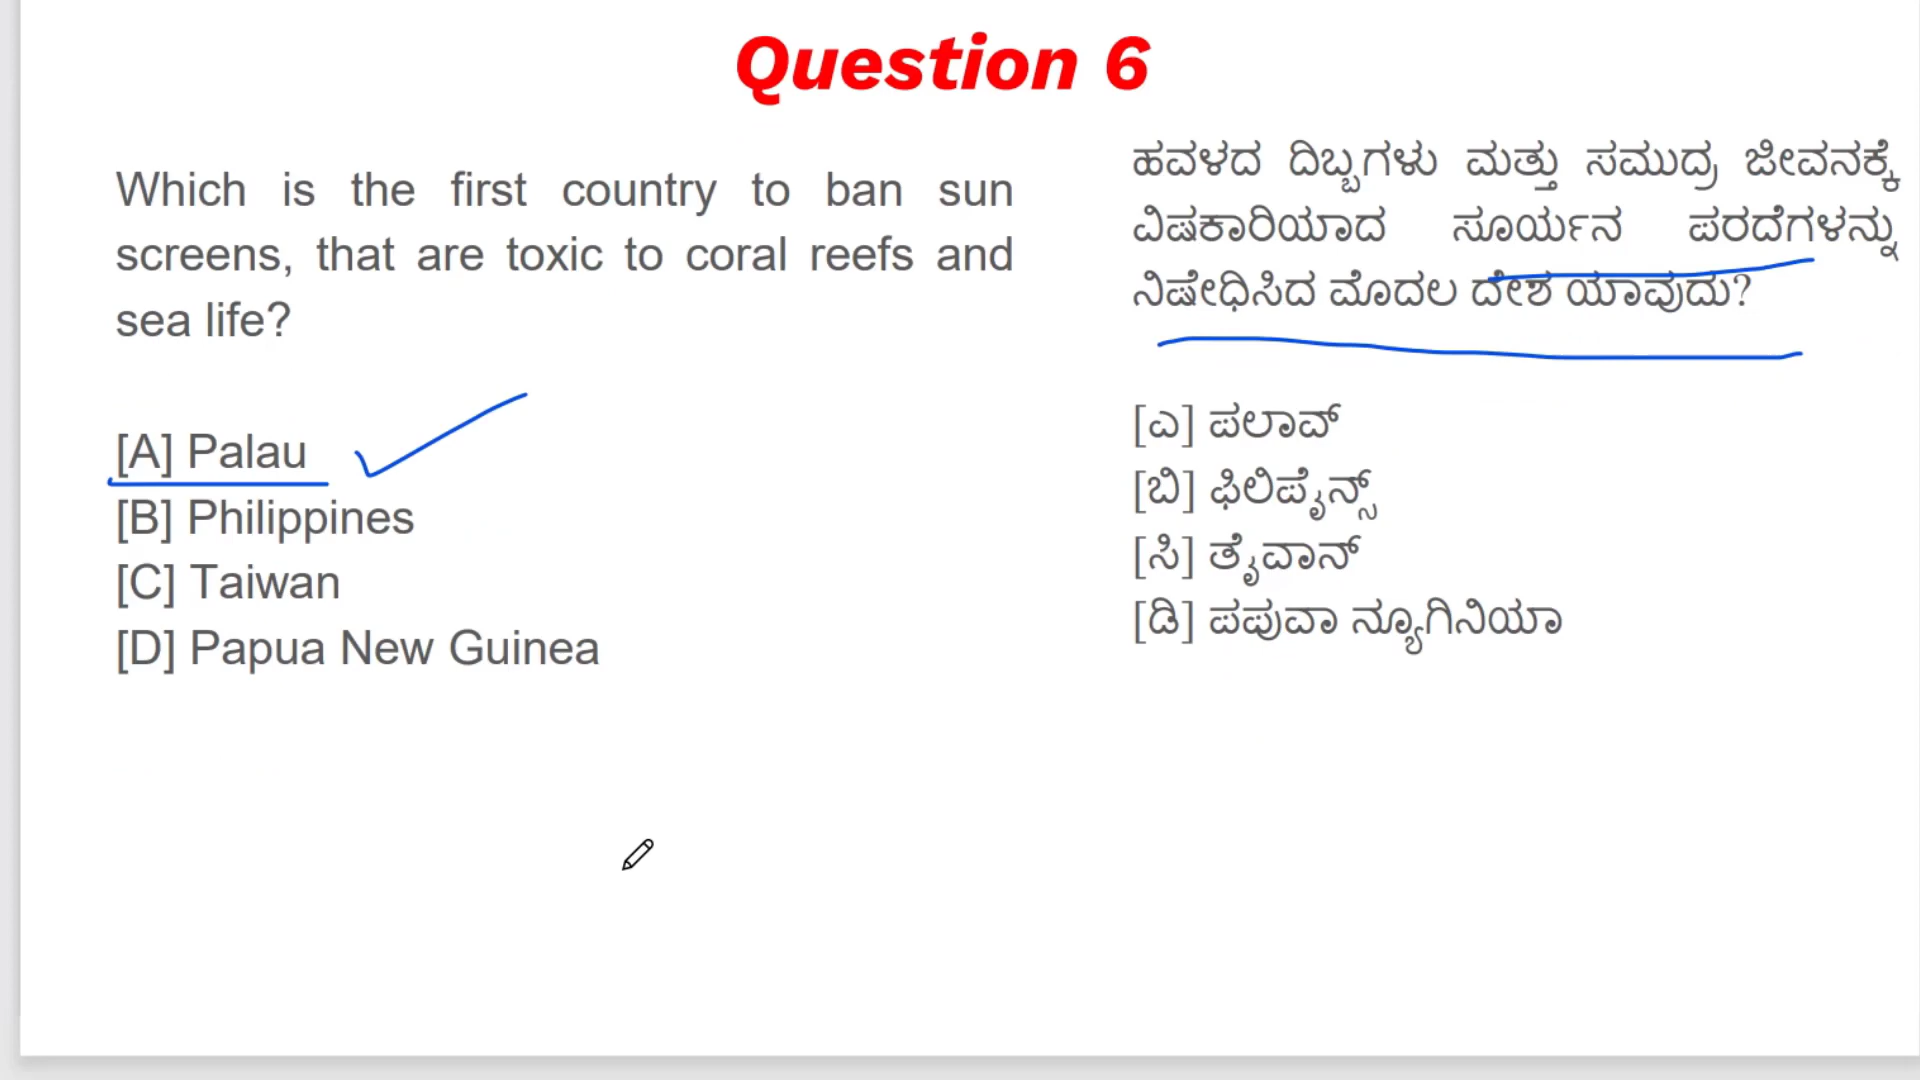 Question 6
Which is the first country to ban sun
screens, that are toxic to coral reefs and
sea life?
[A] Palau
[B] Philippines
[C] Taiwan
[D] Papua New Guinea
ಹವಳದ ದಿಬ್ಬಗಳು ಮತ್ತು ಸಮುದ್ರ ಜೀವನಕ್ಕೆ
ವಿಷಕಾರಿಯಾದ ಸೂರ್ಯನ ಪರದೆಗಳನ್ನು
ನಿಷೇಧಿಸಿದ ಮೊದಲ ದೇಶ ಯಾವುದು?
[ಎ] ಪಲಾವ್
[ಬಿ] ಫಿಲಿಪೈನ್ಸ್
[ಸಿ] ತೈವಾನ್
[ಡಿ] ಪಪುವಾ ನ್ಯೂಗಿನಿಯಾ